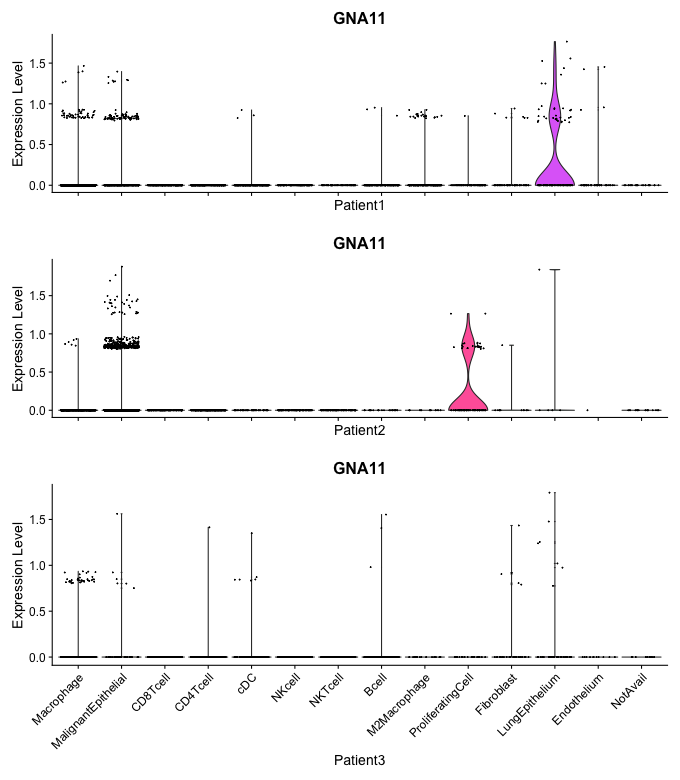 GNA11
Expression Level
1.5
1.0
0.5
0.0
Patient1
GNA11
Expression Level
1.5
1.0
0.5
0.0
Patient2
GNA11
Expression Level
1.5
1.0
0.5
0.0
Macrophage
MalignantEpithelial
CD8Tcell
CD4Tcell
cDC
NKcell
NKTcell
Bcell
M2Macrophage
ProliferatingCell
Fibroblast
LungEpithelium
Endothelium
NotAvail
Patient3